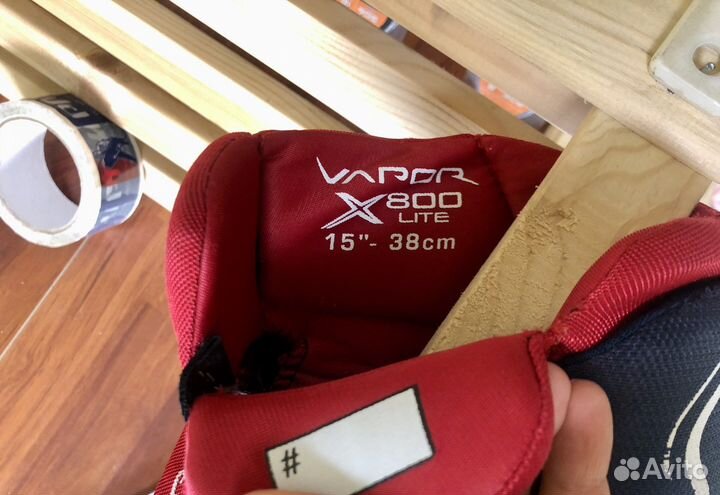 VAPOR
X800
LITE
15"- 38cm
#
Avito